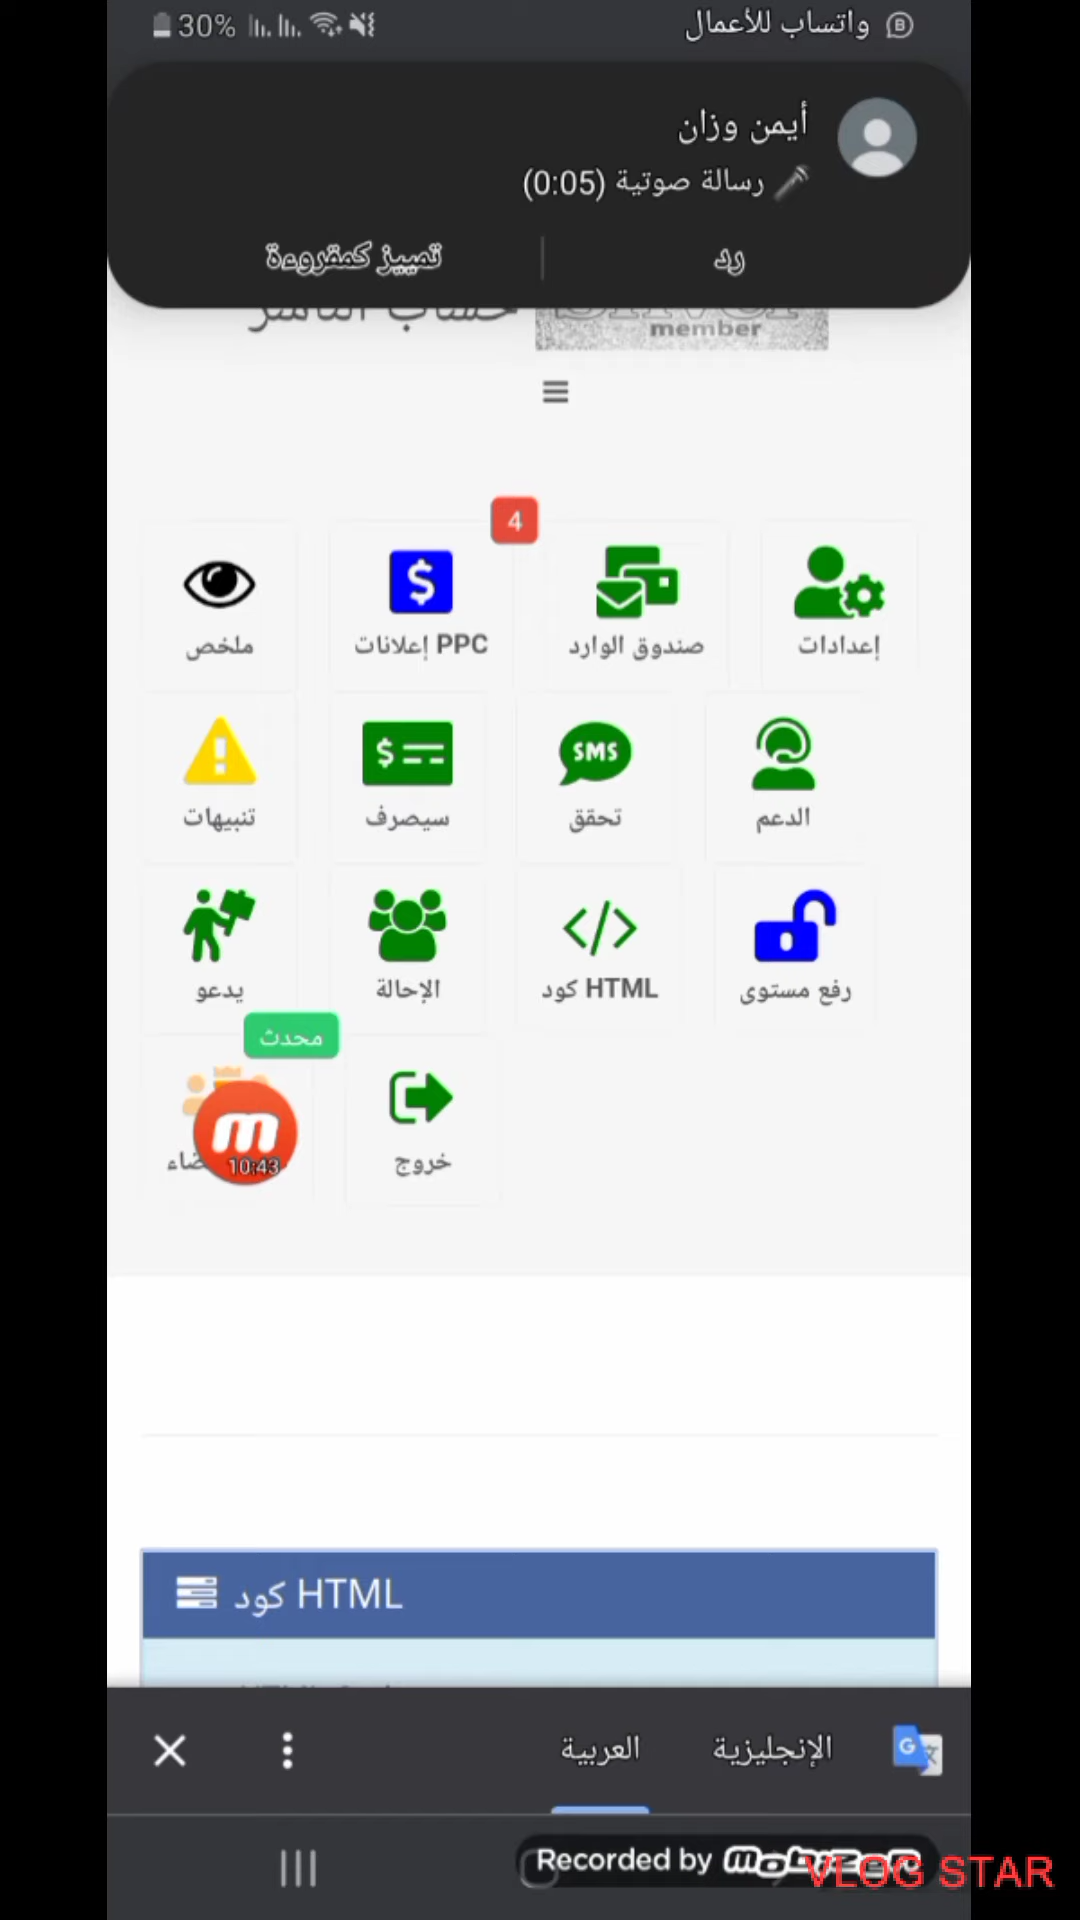 30%
واتساب للأعمال
أيمن وزان
رسالة صوتية (0:05)
رد
تمييز كمقروءة
member
4
ملخص
PPC إعلانات
صندوق الوارد
إعدادات
تنبيهات
سيصرف
SMS
تحقق
الدعم
يدعو
الإحالة
HTML كود
رفع مستوى
محدث
10:43
خروج
HTML كود
الإنجليزية
العربية
Recorded by mobizen
VLOG STAR